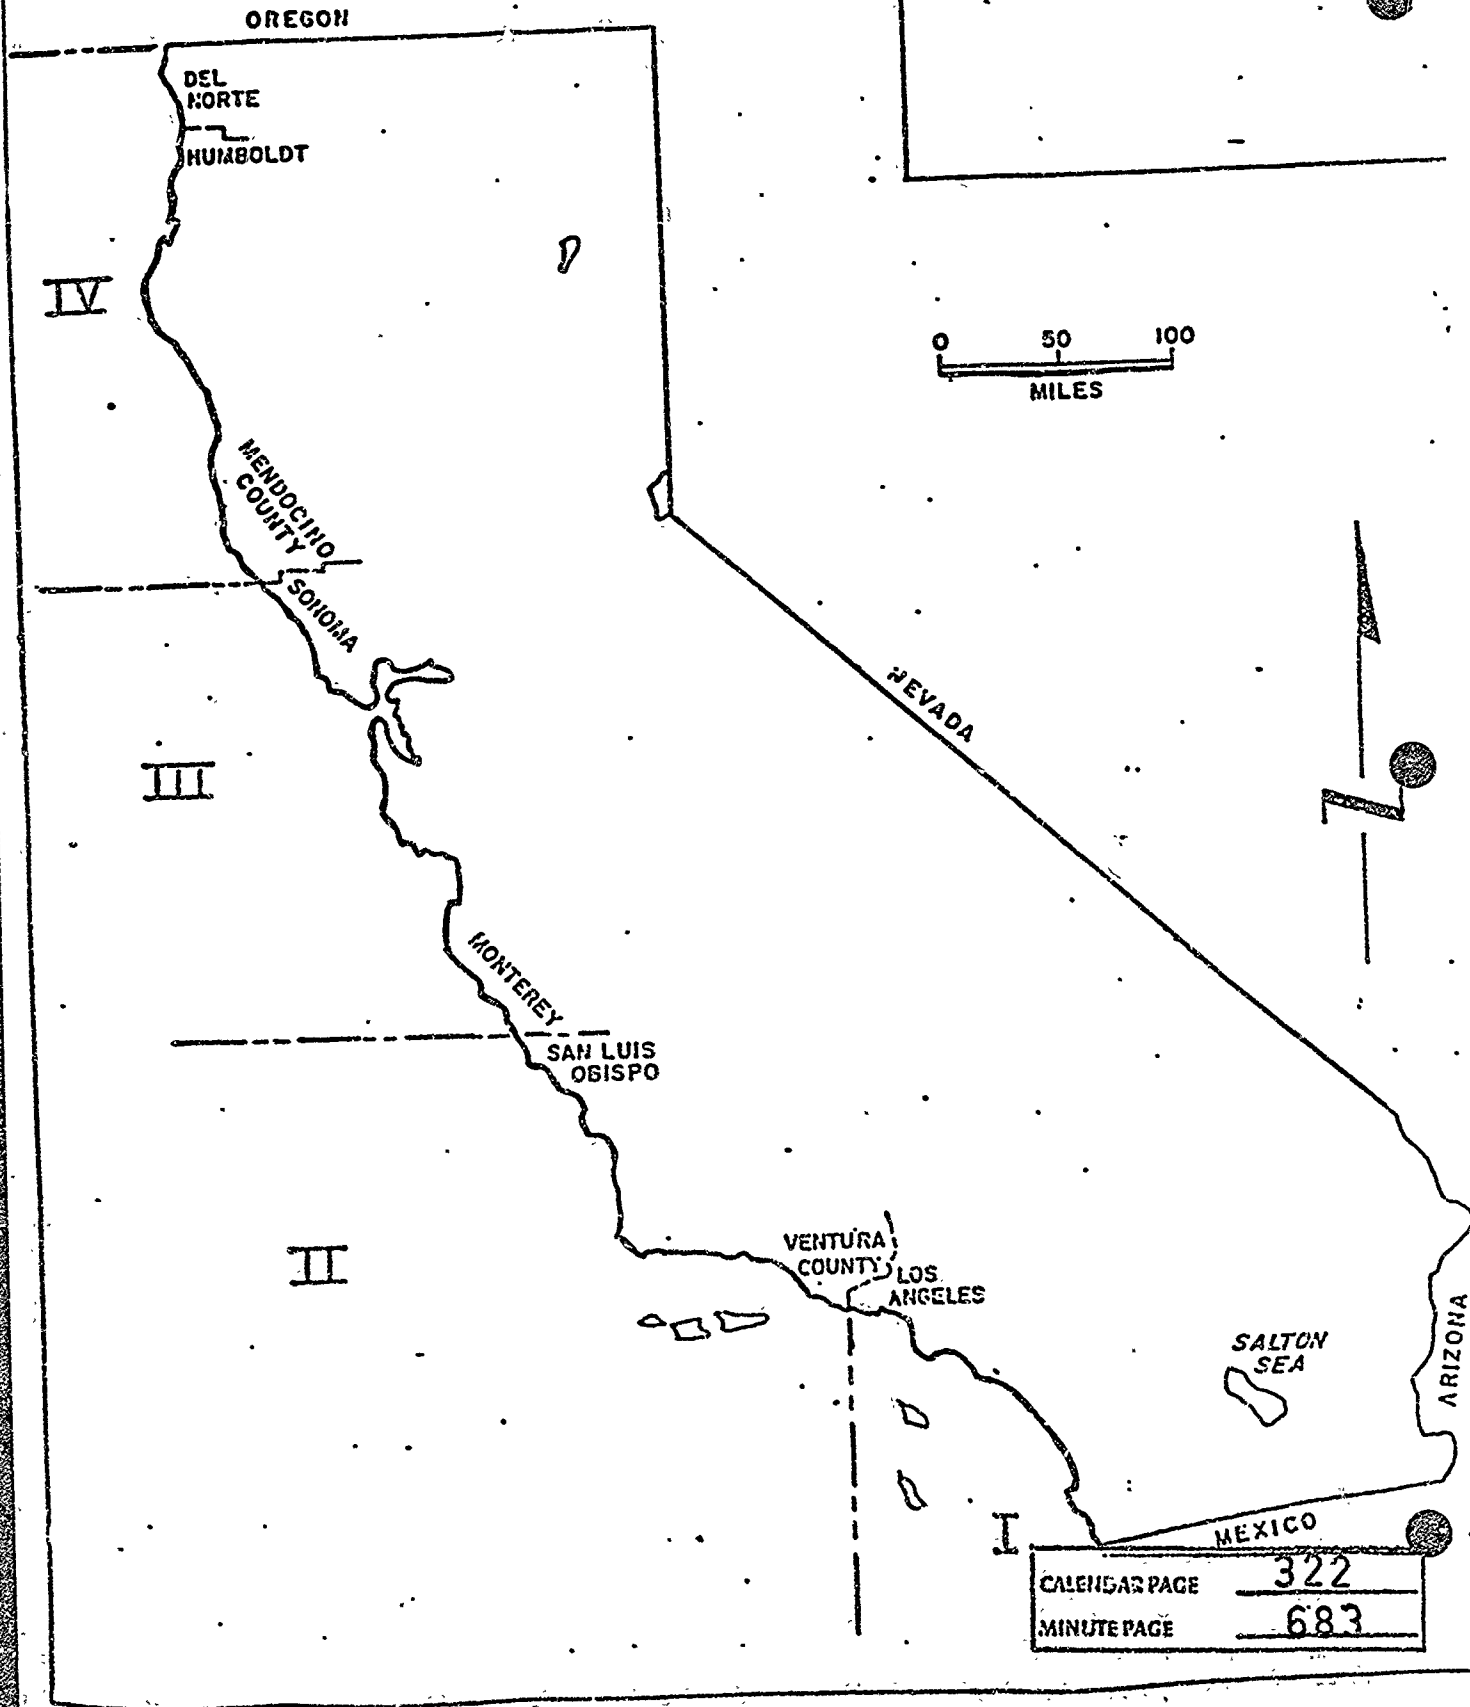 OREGON
DEL
NORTE
HUMBOLDT
IV
0 50 100
MILES
MENDOCINO
COUNTY
SONOMA
NEVADA
III
N
MONTEREY
SAN LUIS
OBISPO
II
VENTURA
COUNTY
LOS
ANGELES
SALTON
SEA
ARIZONA
I
MEXICO
CALENDAR PAGE 322
MINUTE PAGE 683